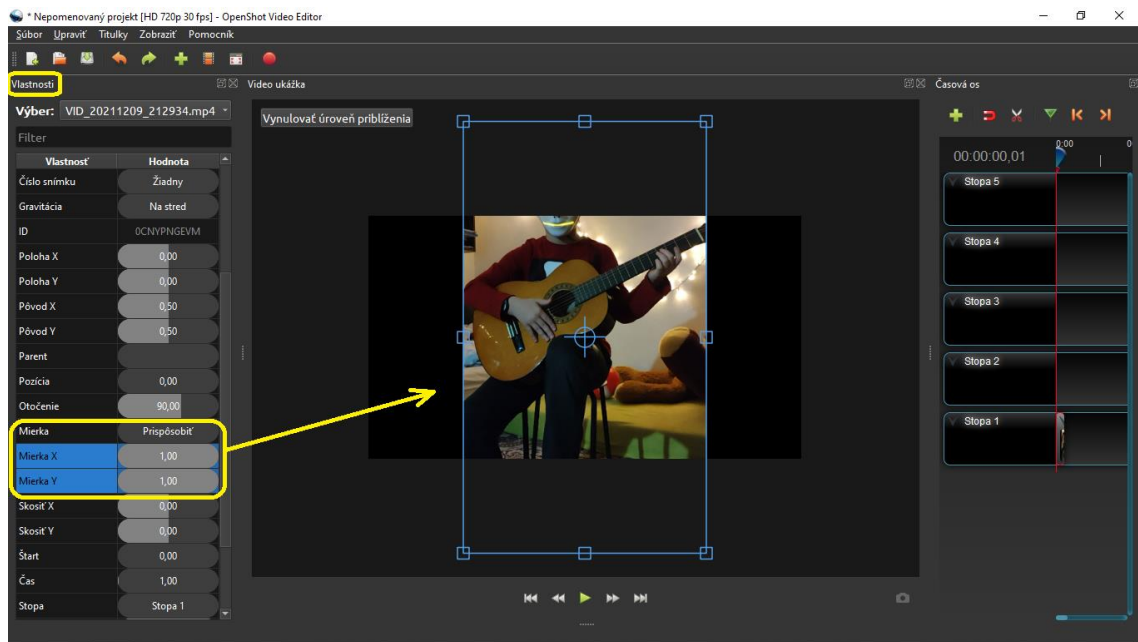 * Nepomenovaný projekt [HD 720p 30 fps] - OpenShot Video Editor
Súbor Upraviť Titulky Zobraziť Pomocník
Vlastnosti
Video ukážka
Časová os
Výber: VID_20211209_212934.mp4
Vynulovať úroveň priblíženia
Filter
Vlastnosť Hodnota
0:00 0
00:00:00,01
Číslo snímku Žiadny
Gravitácia Na stred
ID 0CNYPNGEVM
Poloha X 0,00
Poloha Y 0,00
Pôvod X 0,50
Pôvod Y 0,50
Parent
Pozícia 0,00
Otočenie 90,00
Mierka Prispôsobiť
Mierka X 1,00
Mierka Y 1,00
Skosiť X 0,00
Skosiť Y 0,00
Štart 0,00
Čas 1,00
Stopa Stopa 1
Stopa 5
Stopa 4
Stopa 3
Stopa 2
Stopa 1